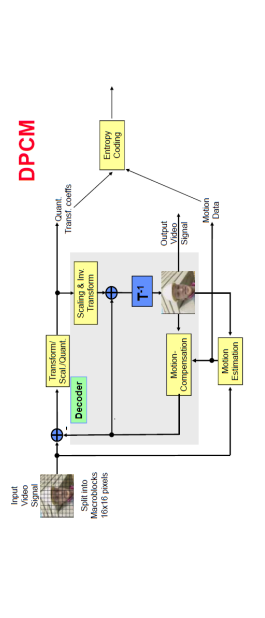 DPCM
Input
Video
Signal
Split into
Macroblocks
16x16 pixels
-
Transform/
Scal./Quant.
Quant.
Transf. coeffs
Decoder
Scaling & Inv.
Transform
Entropy
Coding
T-1
Motion-
Compensation
Output
Video
Signal
Motion
Estimation
Motion
Data